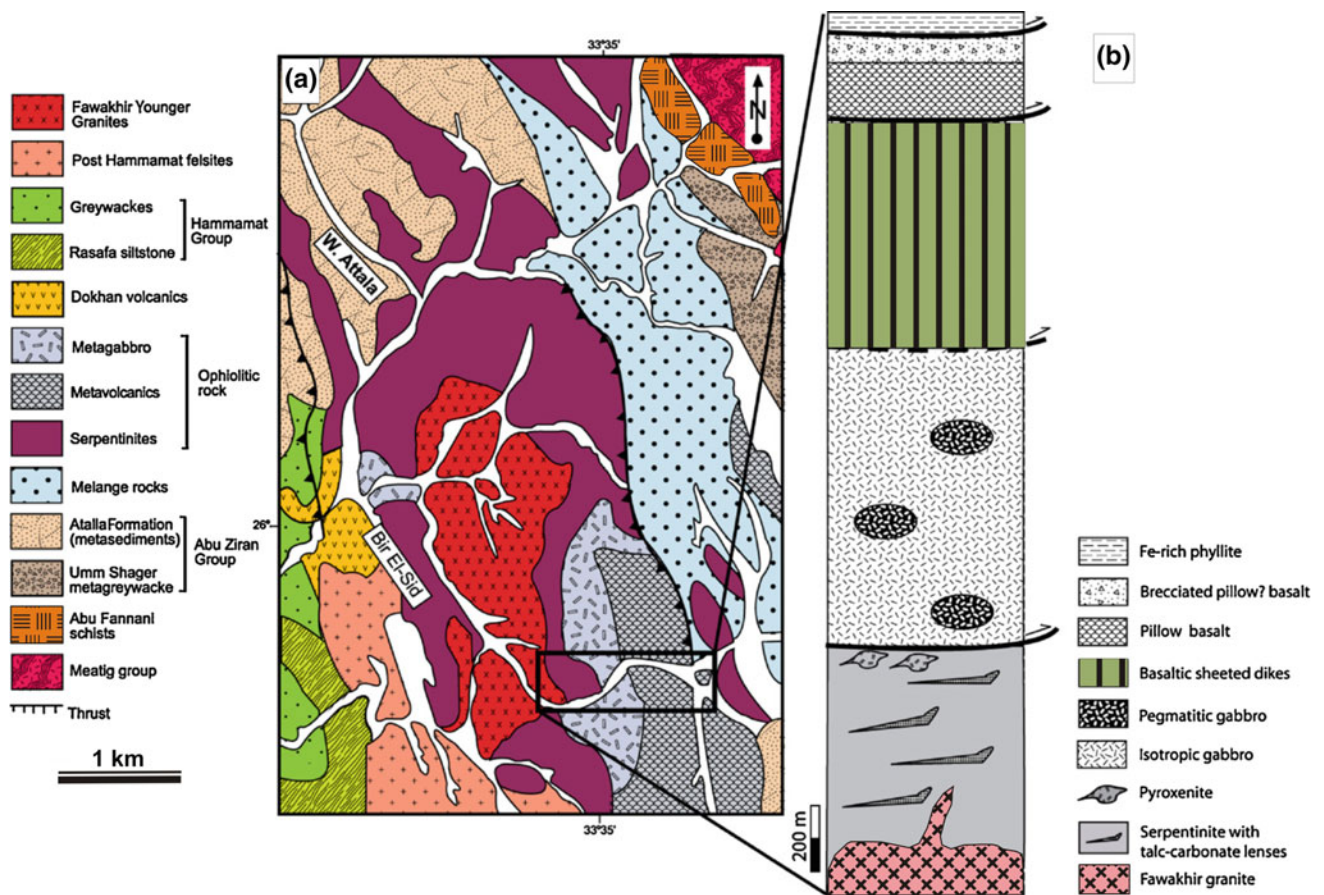 33°35'
(a)
N
W. Attala
26°
Bir El-Sid
33°35'
Fawakhir Younger
Granites
Post Hammamat felsites
Greywackes
Hammamat
Group
Rasafa siltstone
Dokhan volcanics
Metagabbro
Ophiolitic
rock
Metavolcanics
Serpentinites
Melange rocks
AtallaFormation
(metasediments)
Abu Ziran
Group
Umm Shager
metagreywacke
Abu Fannani
schists
Meatig group
Thrust
1 km
(b)
200 m
Fe-rich phyllite
Brecciated pillow? basalt
Pillow basalt
Basaltic sheeted dikes
Pegmatitic gabbro
Isotropic gabbro
Pyroxenite
Serpentinite with
talc-carbonate lenses
Fawakhir granite